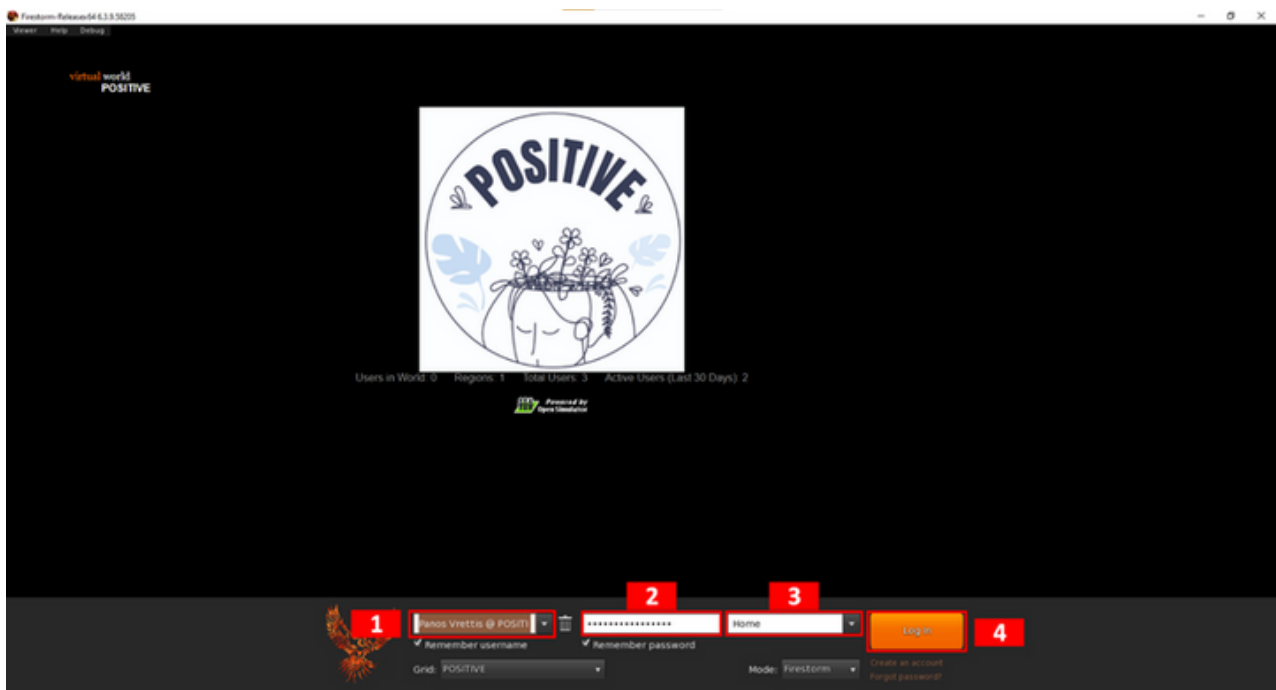 Firestorm-Releasex64 6.3.9.58205
Viewer Help Debug
virtual world
POSITIVE
POSITIVE
Users in World: 0 Regions: 1 Total Users: 3 Active Users (Last 30 Days): 2
Powered by
Open Simulator
2 3
1 Panos Vrettis @ POSITI •••••••••••••••• Home Log in 4
Remember username Remember password
Create an account
Grid: POSITIVE Mode: Firestorm
Forgot password?